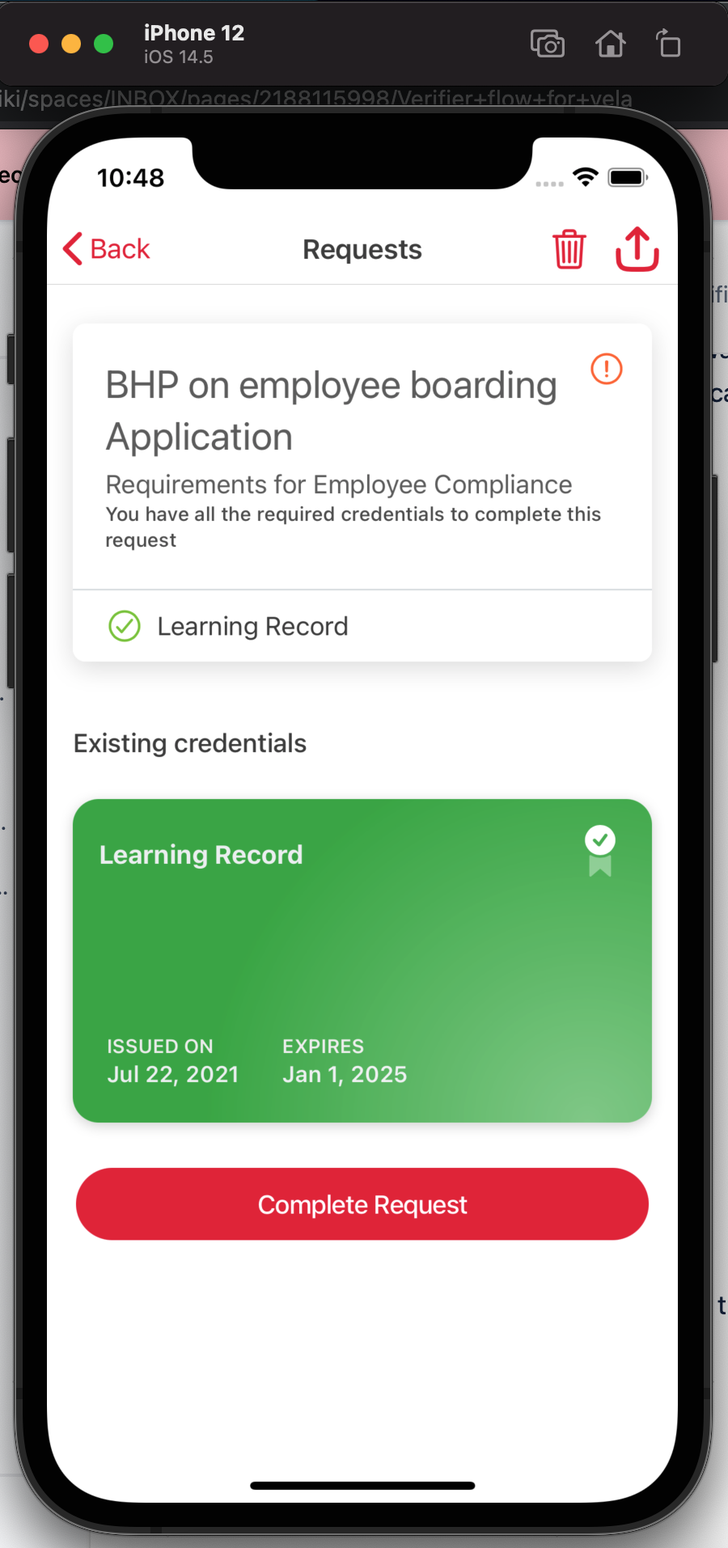 iPhone 12
iOS 14.5
iki/spaces/INBOX/pages/2188115998/Verifier+flow+for+vela
10:48
Back
Requests
BHP on employee boarding
Application
Requirements for Employee Compliance
You have all the required credentials to complete this
request
Learning Record
Existing credentials
Learning Record
ISSUED ON
EXPIRES
Jul 22, 2021
Jan 1, 2025
Complete Request